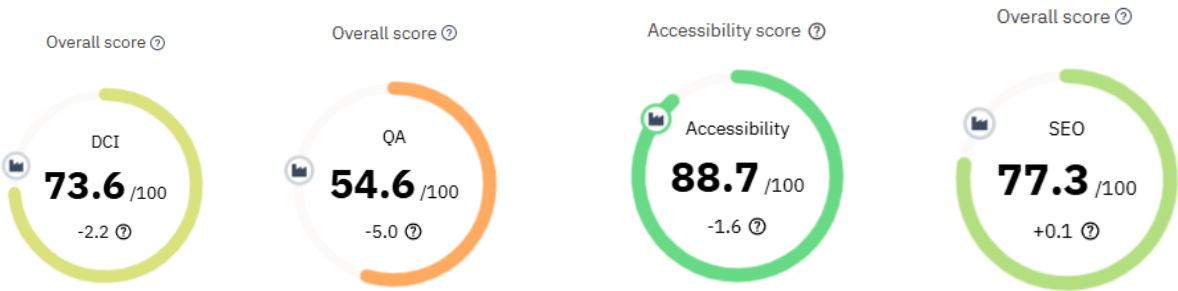 Overall score
DCI
73.6 /100
-2.2
Overall score
QA
54.6 /100
-5.0
Accessibility score
Accessibility
88.7 /100
-1.6
Overall score
SEO
77.3 /100
+0.1